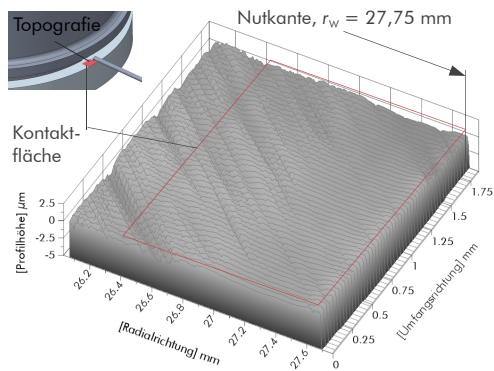 Topografie
Nutkante, r_w = 27,75 mm
Kontakt-
fläche
[Profilhöhe] µm
2.5
0
-2.5
-5
26.2
26.4
26.6
26.8
27
27.2
27.4
27.6
[Radialrichtung] mm
0
0.25
0.5
0.75
1
1.25
1.5
1.75
[Umfangsrichtung] mm